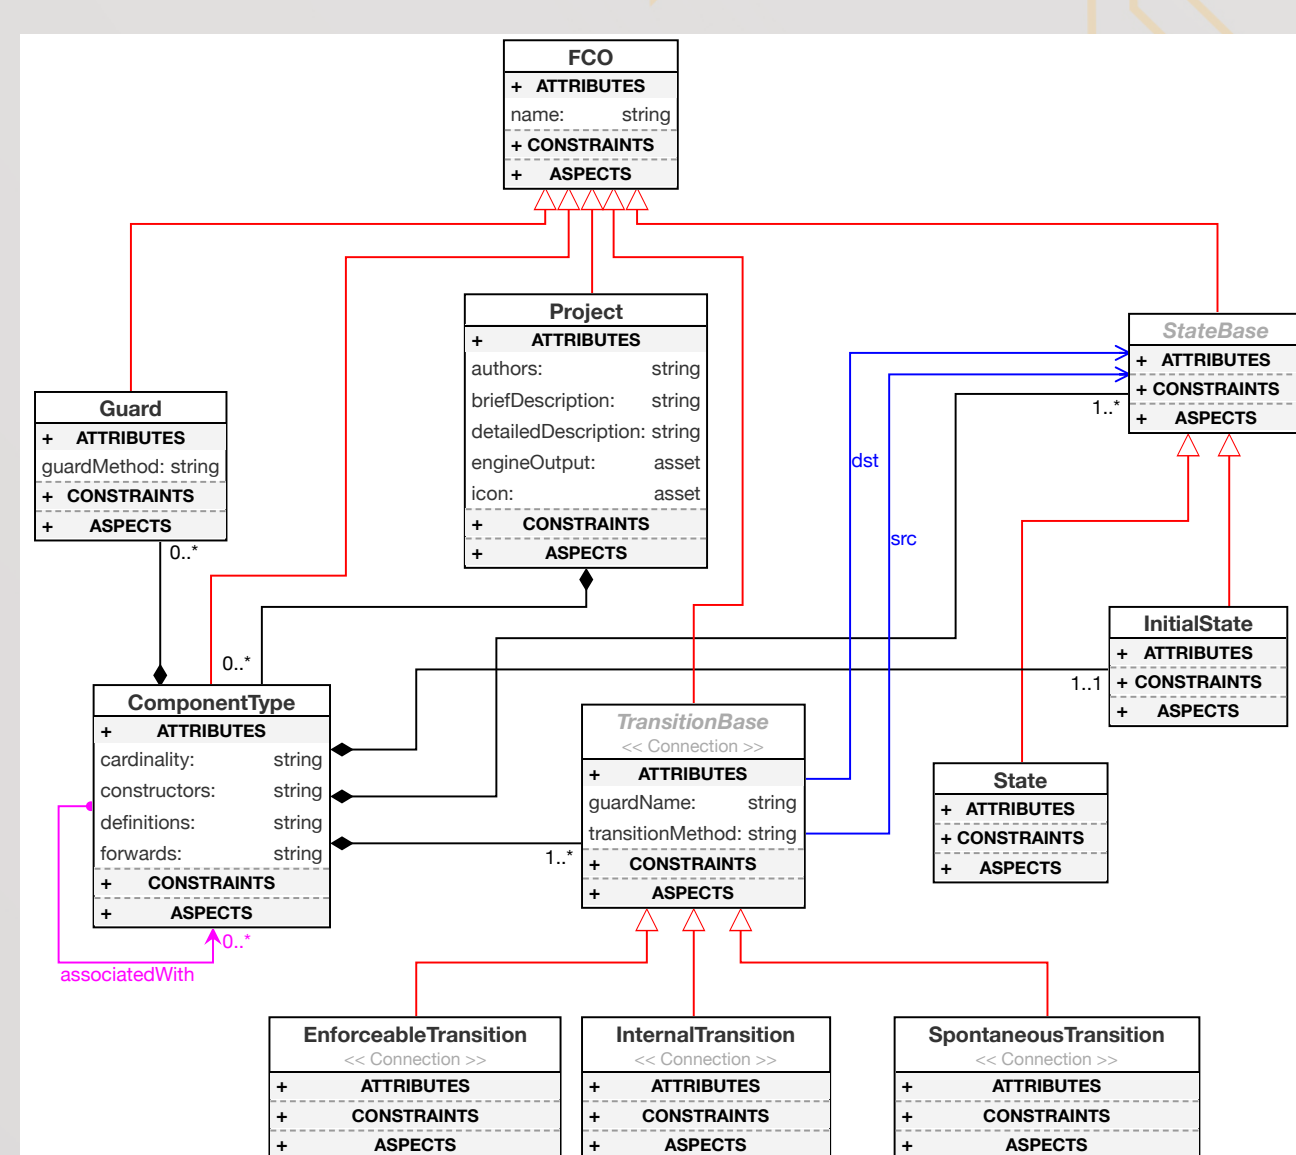 FCO
+ ATTRIBUTES
name: string
+ CONSTRAINTS
+ ASPECTS
Project
+ ATTRIBUTES
authors: string
briefDescription: string
detailedDescription: string
engineOutput: asset
icon: asset
+ CONSTRAINTS
+ ASPECTS
StateBase
+ ATTRIBUTES
+ CONSTRAINTS
+ ASPECTS
1..*
Guard
+ ATTRIBUTES
guardMethod: string
+ CONSTRAINTS
+ ASPECTS
0..*
dst
src
InitialState
+ ATTRIBUTES
+ CONSTRAINTS
+ ASPECTS
1..1
0..*
ComponentType
+ ATTRIBUTES
cardinality: string
constructors: string
definitions: string
forwards: string
+ CONSTRAINTS
+ ASPECTS
0..*
associatedWith
TransitionBase
<< Connection >>
+ ATTRIBUTES
guardName: string
transitionMethod: string
+ CONSTRAINTS
+ ASPECTS
1..*
State
+ ATTRIBUTES
+ CONSTRAINTS
+ ASPECTS
EnforceableTransition
<< Connection >>
+ ATTRIBUTES
+ CONSTRAINTS
+ ASPECTS
InternalTransition
<< Connection >>
+ ATTRIBUTES
+ CONSTRAINTS
+ ASPECTS
SpontaneousTransition
<< Connection >>
+ ATTRIBUTES
+ CONSTRAINTS
+ ASPECTS